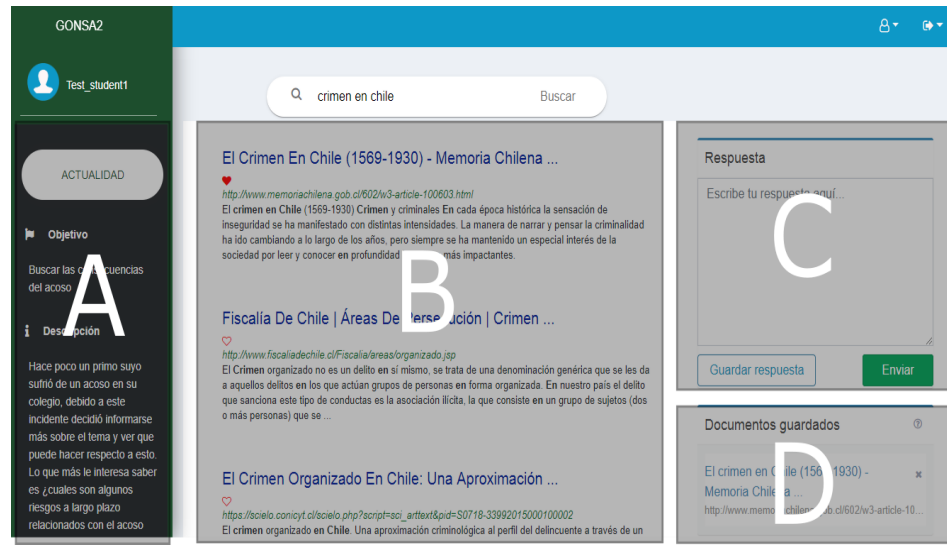 GONSA2
Test_student1
crimen en chile
Buscar
ACTUALIDAD
Objetivo
Buscar las consecuencias
del acoso
Descripción
Hace poco un primo suyo
sufrió de un acoso en su
colegio, debido a este
incidente decidió informarse
más sobre el tema y ver que
puede hacer respecto a esto.
Lo que más le interesa saber
es ¿cuales son algunos
riesgos a largo plazo
relacionados con el acoso
A
El Crimen En Chile (1569-1930) - Memoria Chilena ...
http://www.memoriachilena.gob.cl/602/w3-article-100603.html
El crimen en Chile (1569-1930) Crimen y criminales En cada época histórica la sensación de
inseguridad se ha manifestado con distintas intensidades. La manera de narrar y pensar la criminalidad
ha ido cambiando a lo largo de los años, pero siempre se ha mantenido un especial interés de la
sociedad por leer y conocer en profundidad más impactantes.
Fiscalía De Chile | Áreas De Persecución | Crimen ...
http://www.fiscaliadechile.cl/Fiscalia/areas/organizado.jsp
El Crimen organizado no es un delito en sí mismo, se trata de una denominación genérica que se les da
a aquellos delitos en los que actúan grupos de personas en forma organizada. En nuestro país el delito
que sanciona este tipo de conductas es la asociación ilícita, la que consiste en un grupo de sujetos (dos
o más personas) que se ...
El Crimen Organizado En Chile: Una Aproximación ...
https://scielo.conicyt.cl/scielo.php?script=sci_arttext&pid=S0718-33992015000100002
El crimen organizado en Chile. Una aproximación criminológica al perfil del delincuente a través de un
B
Respuesta
Escribe tu respuesta aquí...
Guardar respuesta
Enviar
C
Documentos guardados
El crimen en Chile (1569-1930) -
Memoria Chilena ...
http://www.memoriachilena.gob.cl/602/w3-article-10...
D